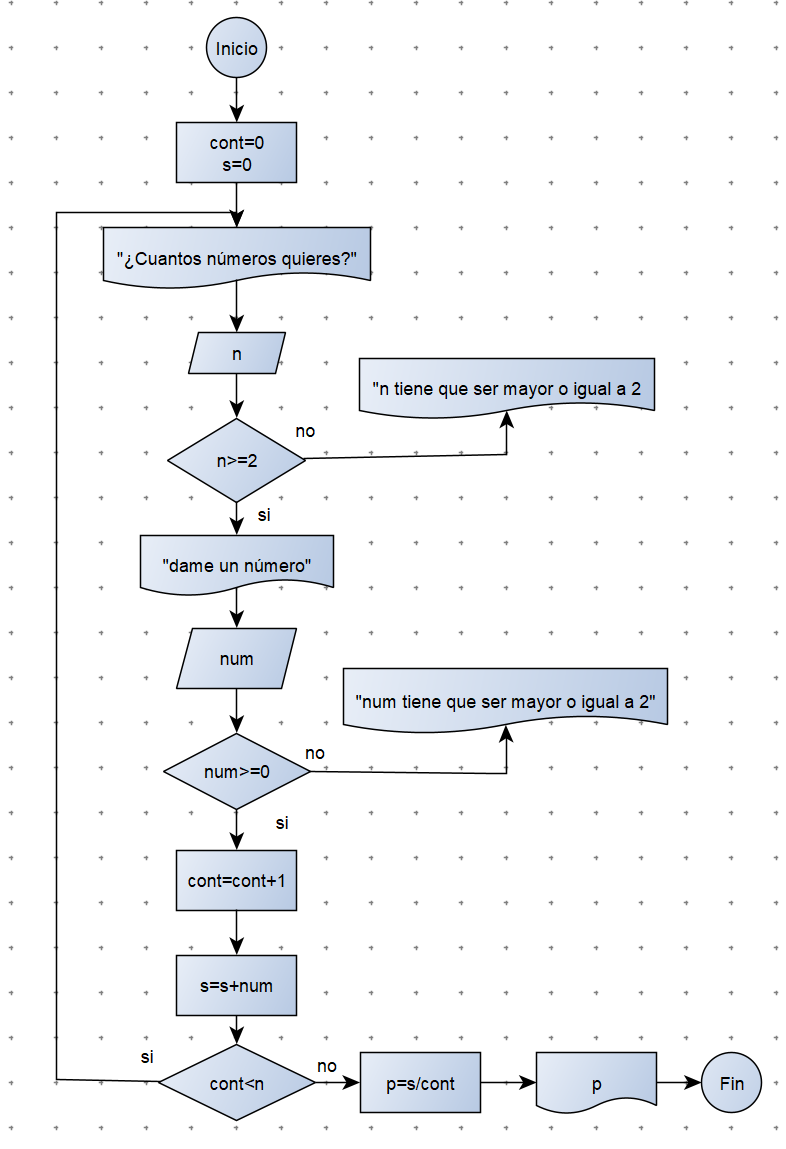 Inicio
cont=0
s=0
"¿Cuantos números quieres?"
n
"n tiene que ser mayor o igual a 2
no
n>=2
si
"dame un número"
num
"num tiene que ser mayor o igual a 2"
no
num>=0
si
cont=cont+1
s=s+num
si
no
cont<n
p=s/cont
p
Fin